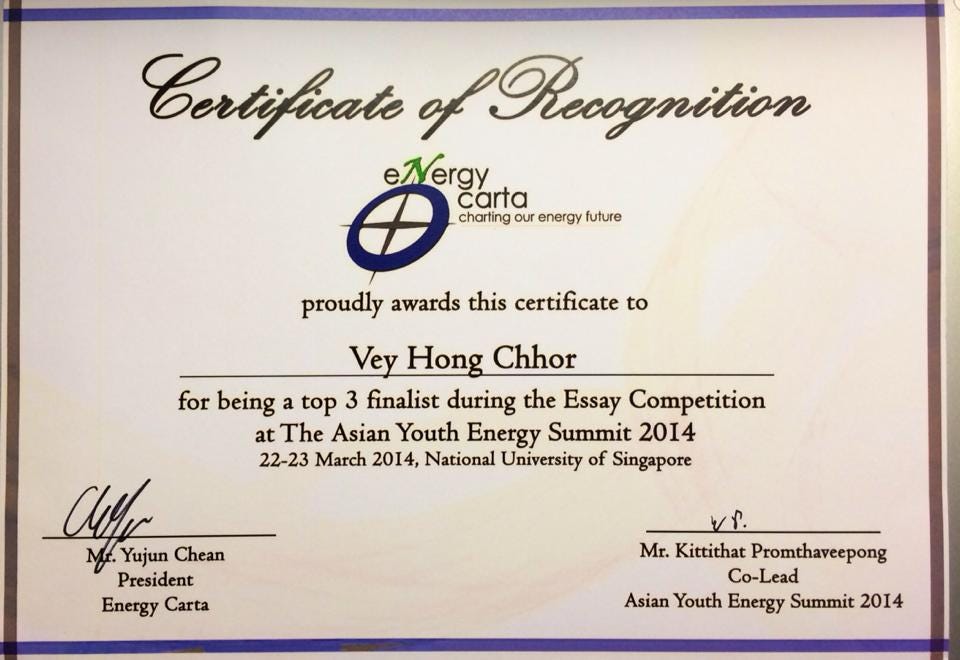 Certificate of Recognition
eNergy
carta
charting our energy future
proudly awards this certificate to
Vey Hong Chhor
for being a top 3 finalist during the Essay Competition
at The Asian Youth Energy Summit 2014
22-23 March 2014, National University of Singapore
Mr. Yujun Chean
President
Energy Carta
Mr. Kittithat Promthaveepong
Co-Lead
Asian Youth Energy Summit 2014